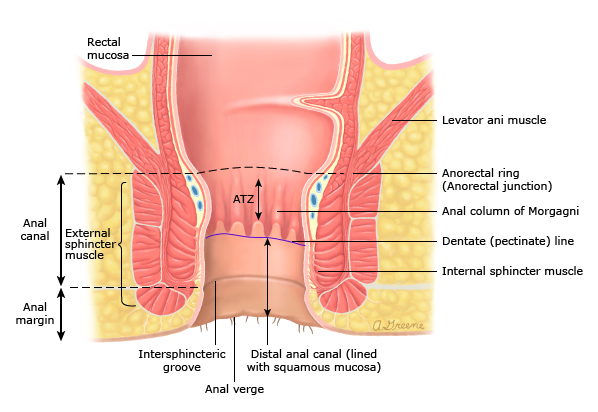 Rectal
mucosa
Levator ani muscle
Anorectal ring
(Anorectal junction)
ATZ
Anal column of Morgagni
Anal
canal
External
sphincter
muscle
Dentate (pectinate) line
Internal sphincter muscle
Anal
margin
A.Greene
Intersphincteric
groove
Distal anal canal (lined
with squamous mucosa)
Anal verge